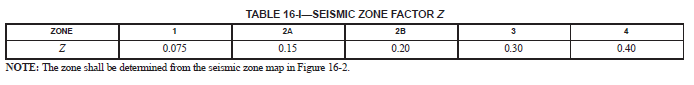 TABLE 16-I—SEISMIC ZONE FACTOR Z
ZONE 1 2A 2B 3 4
Z 0.075 0.15 0.20 0.30 0.40
NOTE: The zone shall be determined from the seismic zone map in Figure 16-2.